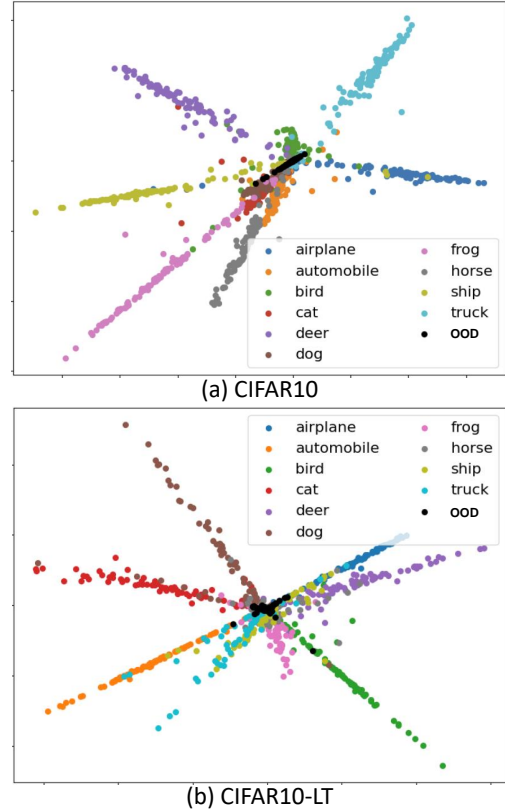 airplane
automobile
bird
cat
deer
dog
frog
horse
ship
truck
OOD
(a) CIFAR10
airplane
automobile
bird
cat
deer
dog
frog
horse
ship
truck
OOD
(b) CIFAR10-LT